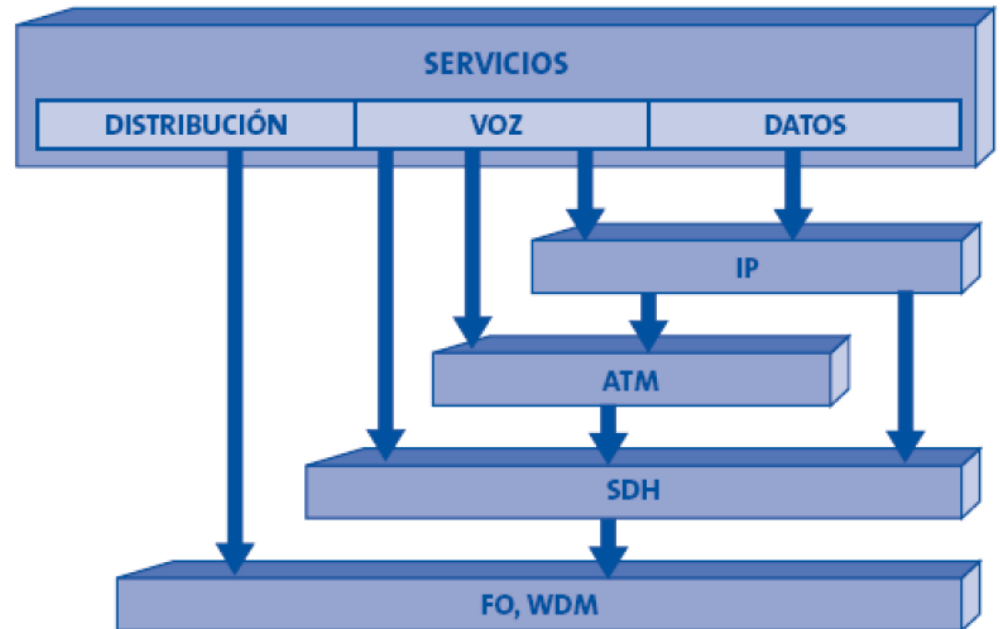 SERVICIOS
DISTRIBUCIÓN VOZ DATOS
IP
ATM
SDH
FO, WDM